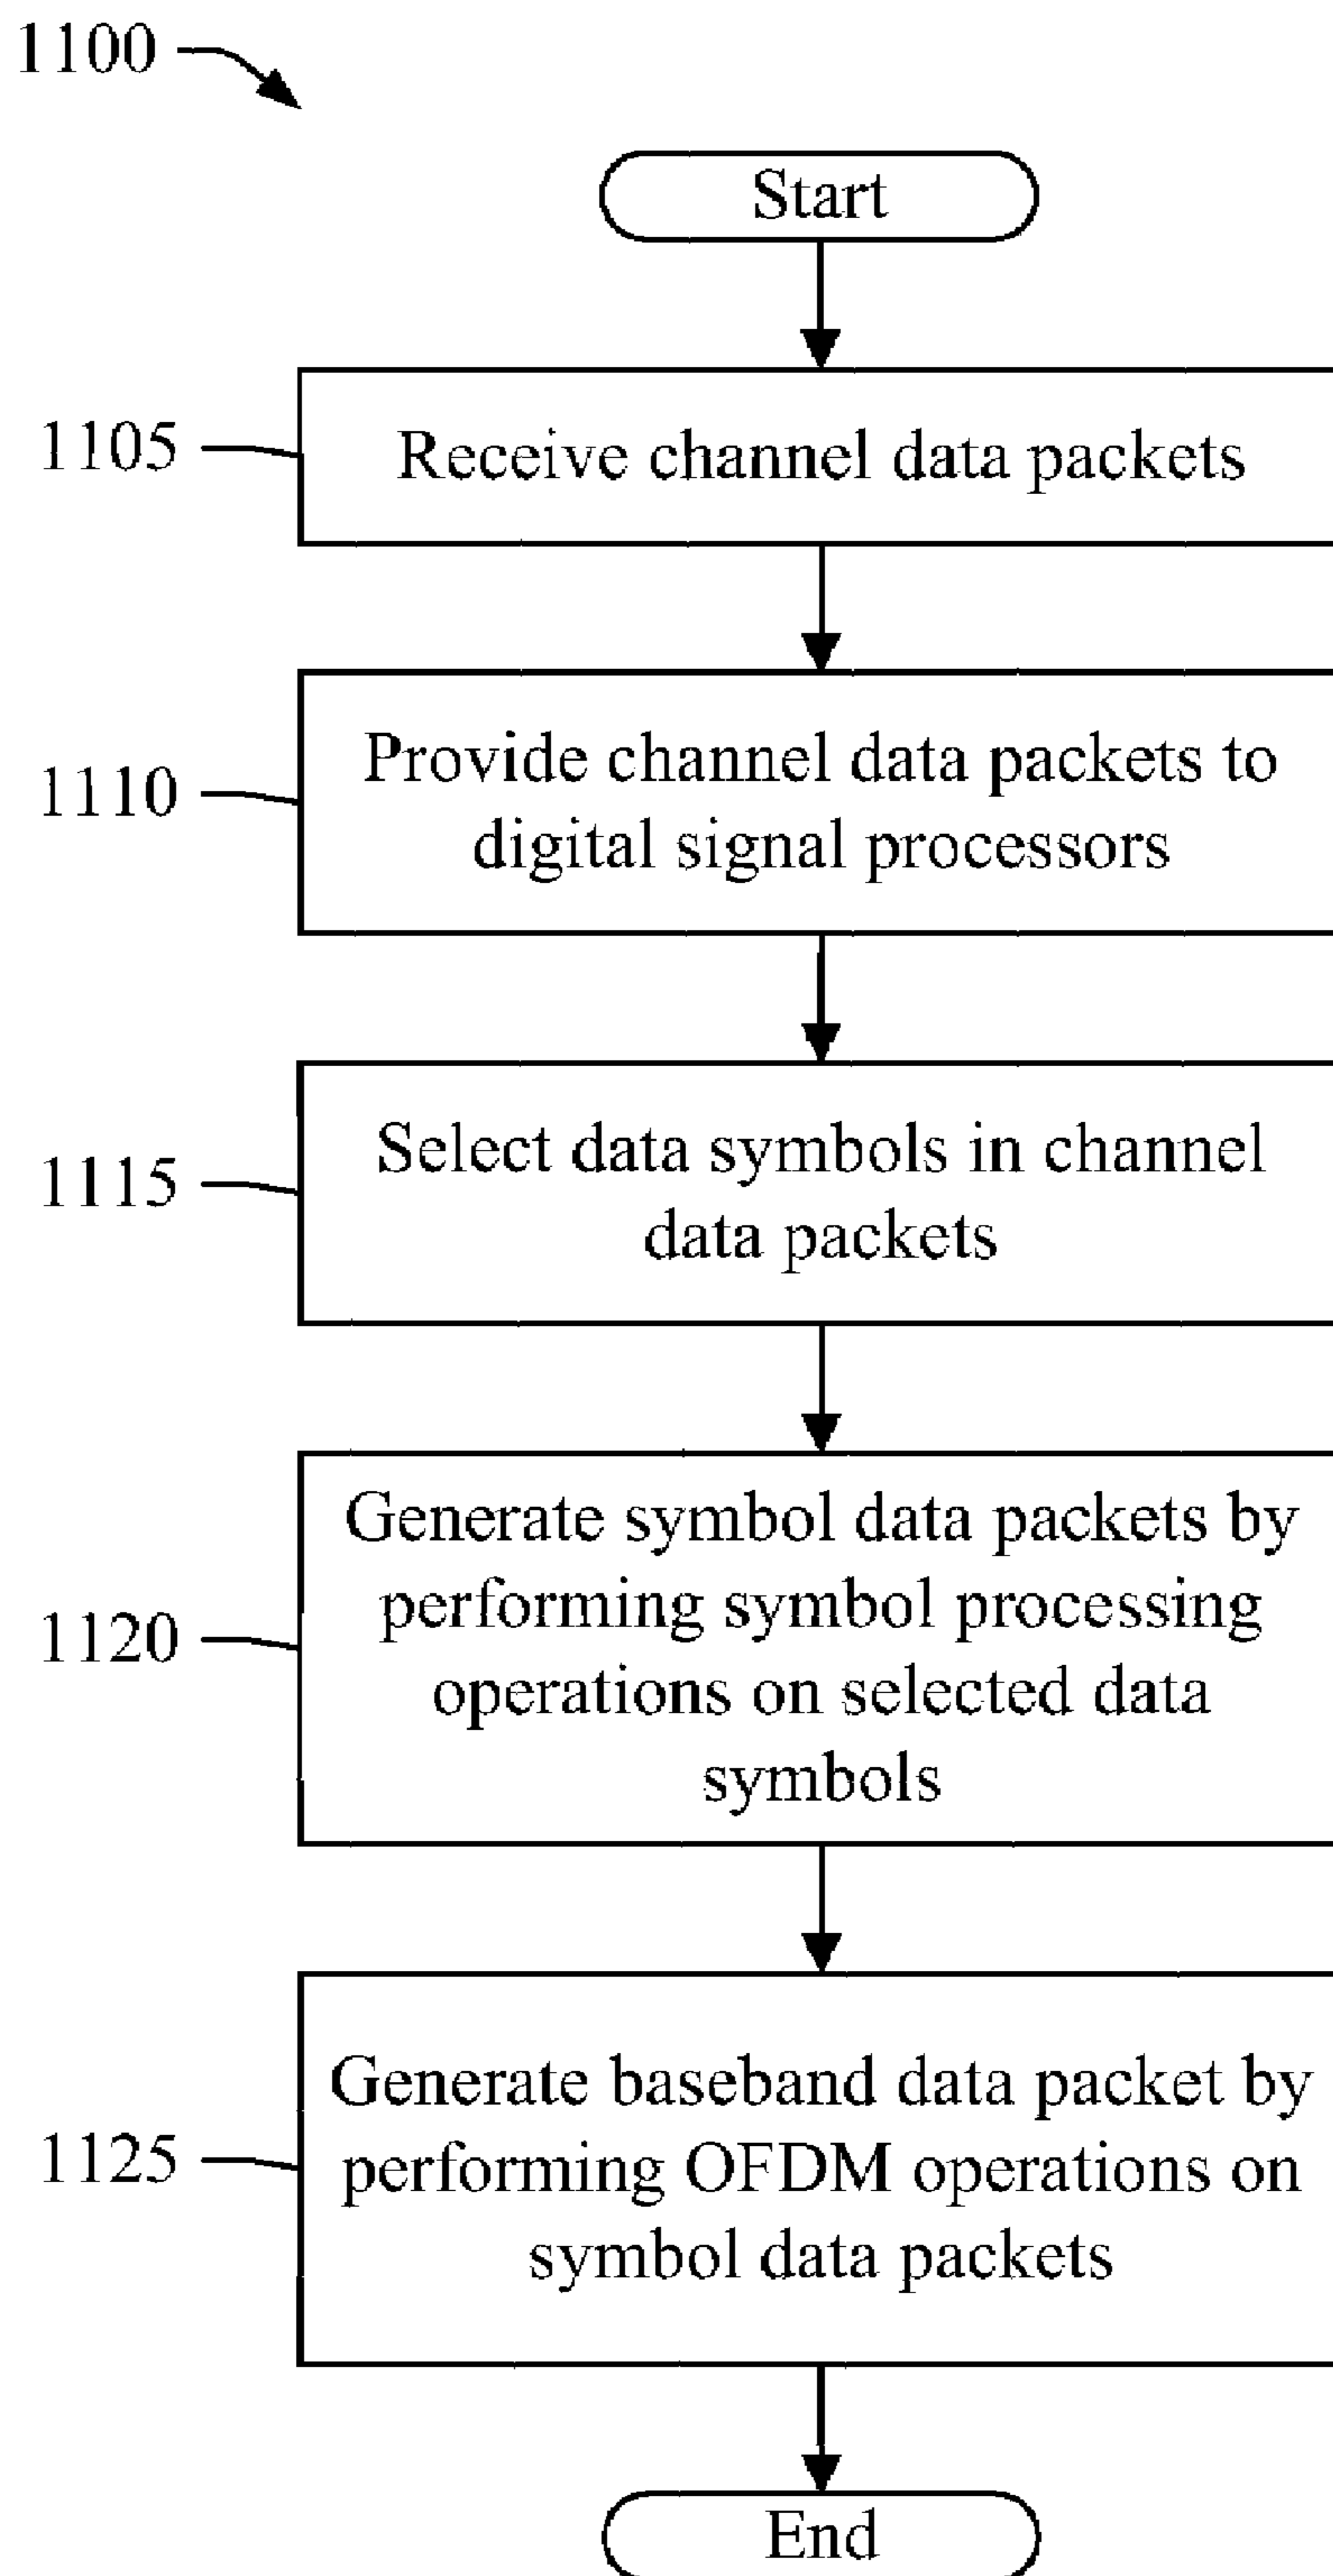 1100
Start
1105
Receive channel data packets
1110
Provide channel data packets to
digital signal processors
1115
Select data symbols in channel
data packets
1120
Generate symbol data packets by
performing symbol processing
operations on selected data
symbols
1125
Generate baseband data packet by
performing OFDM operations on
symbol data packets
End